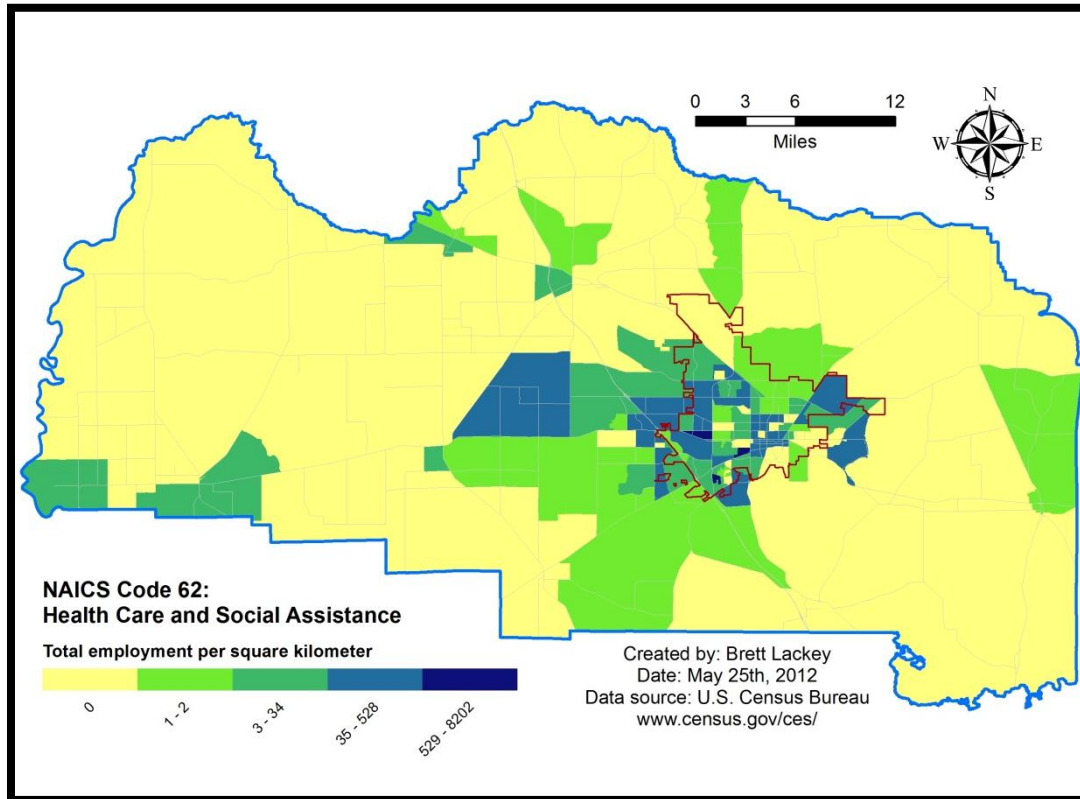 0 3 6 12
Miles
N
W E
S
NAICS Code 62:
Health Care and Social Assistance
Total employment per square kilometer
0
1 - 2
3 - 34
35 - 528
529 - 8202
Created by: Brett Lackey
Date: May 25th, 2012
Data source: U.S. Census Bureau
www.census.gov/ces/